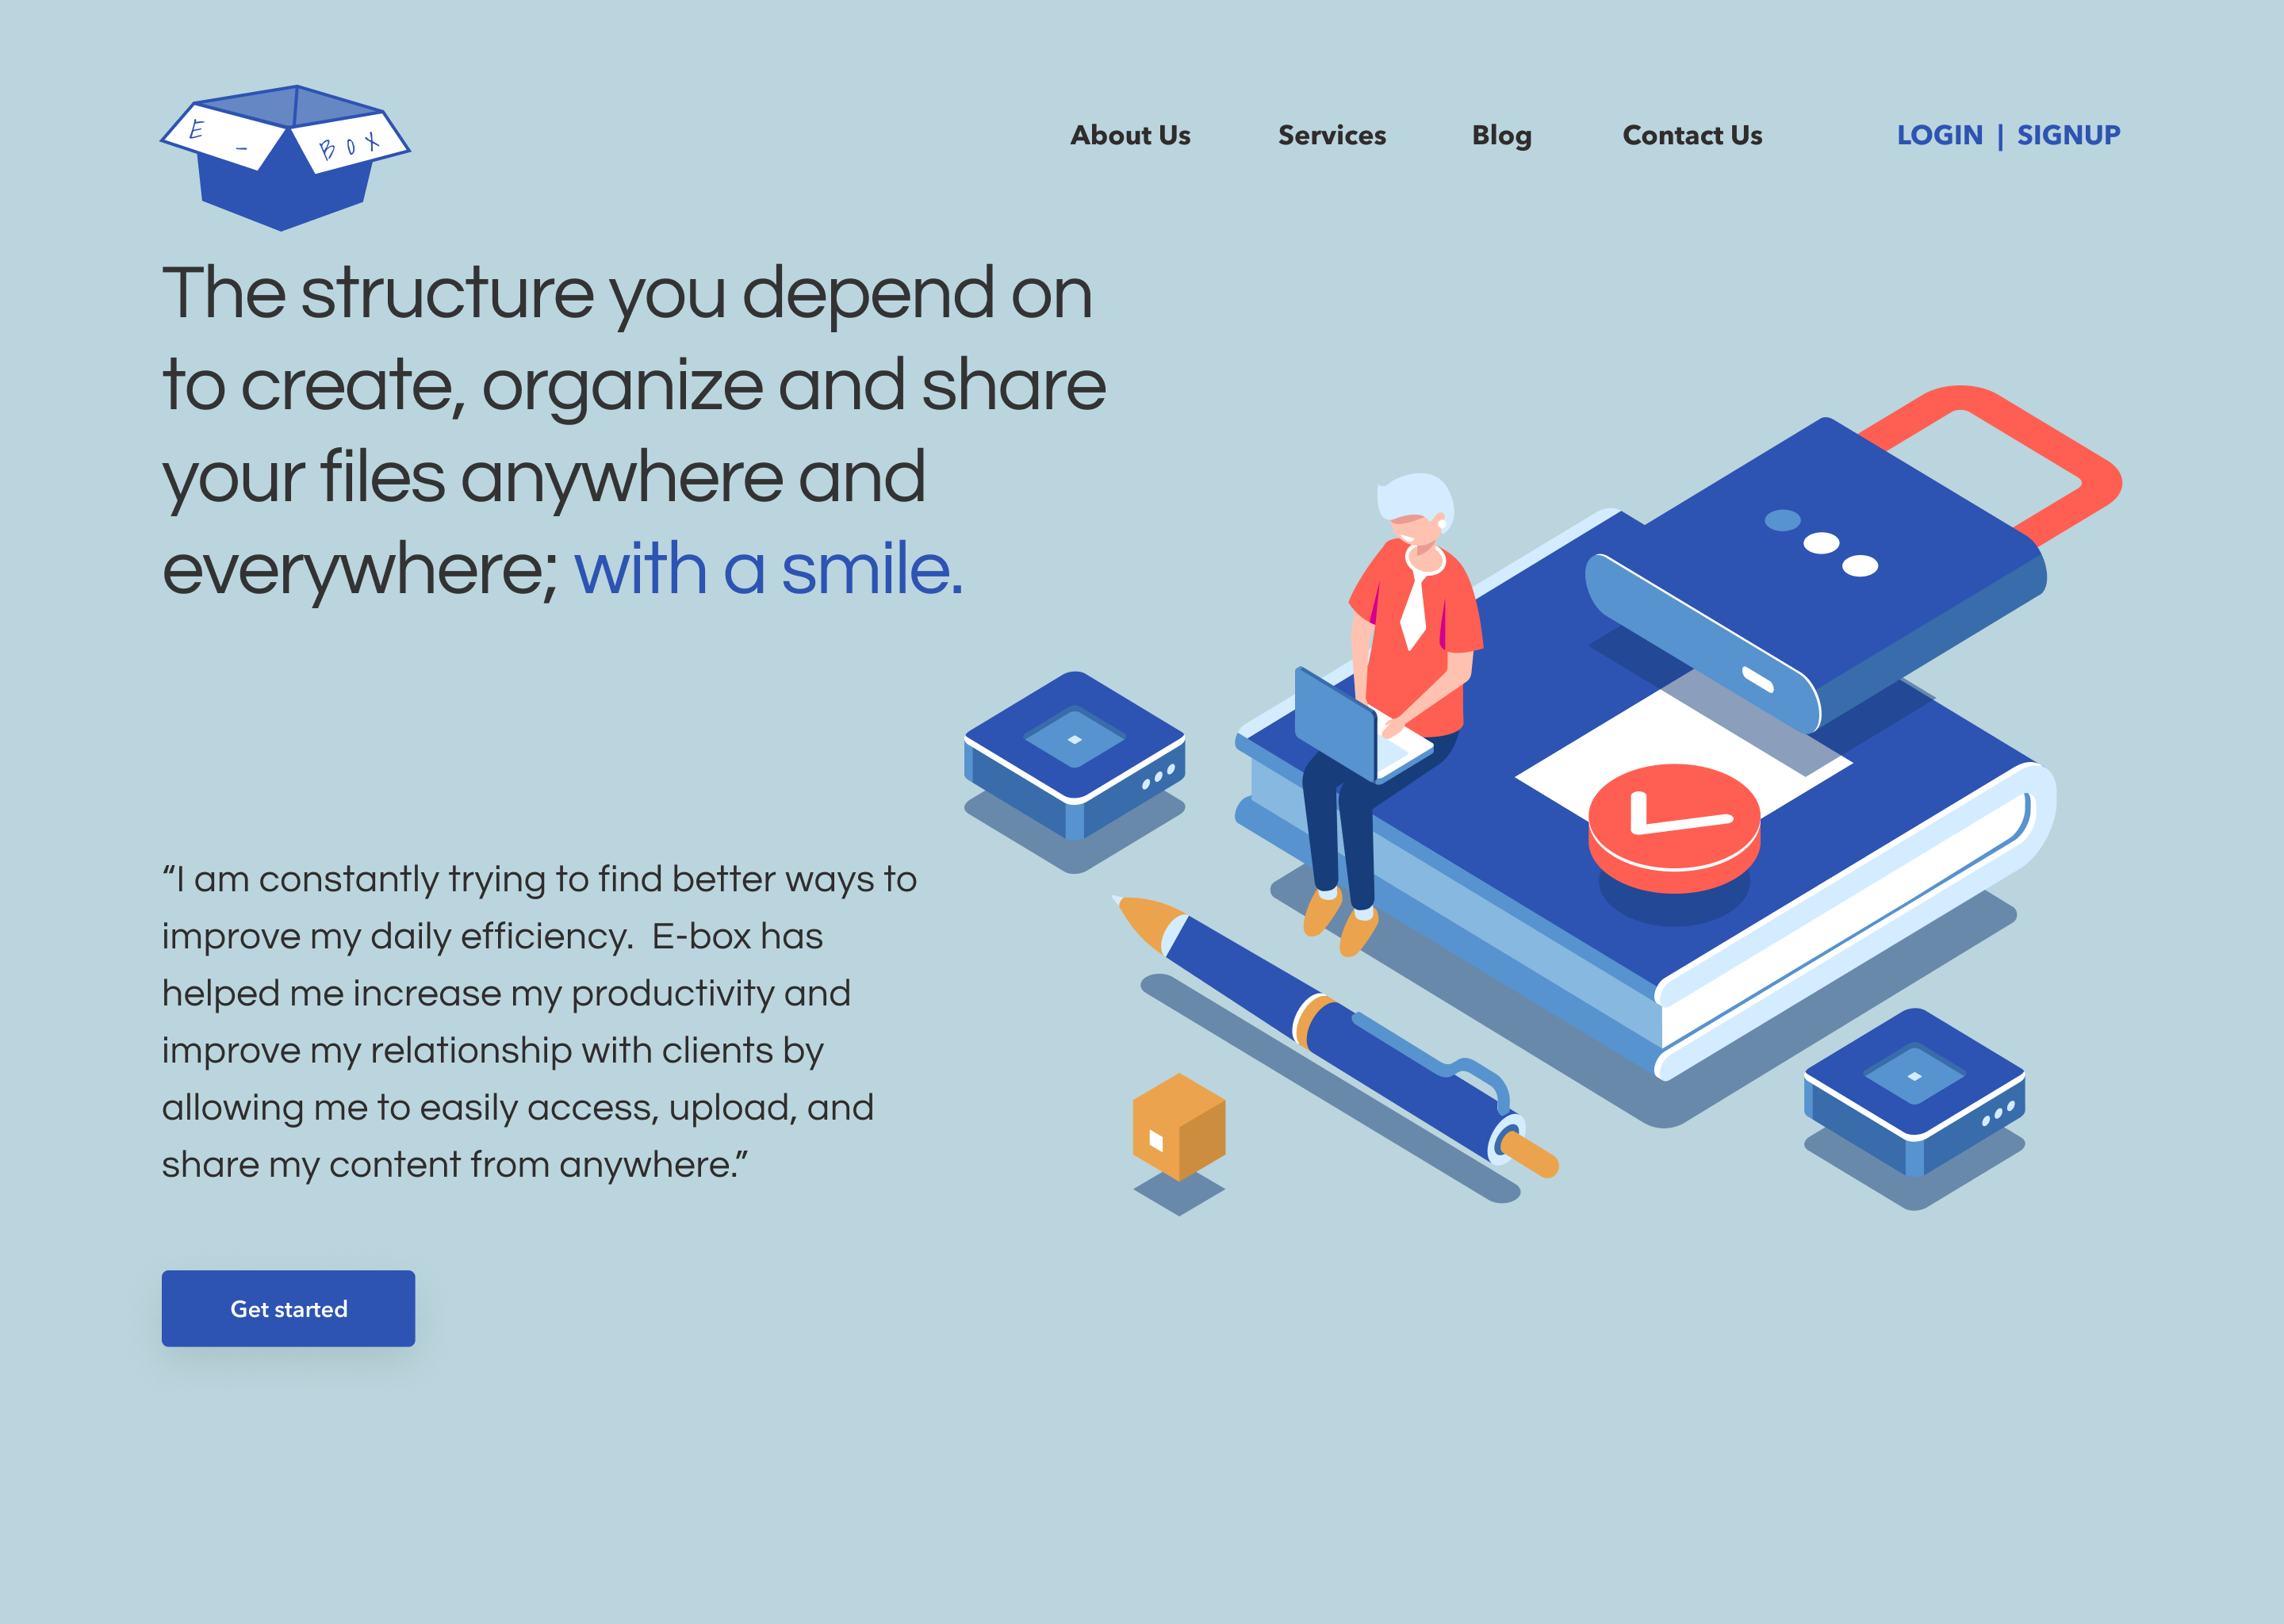 E - BOX
About Us Services Blog Contact Us LOGIN | SIGNUP
The structure you depend on
to create, organize and share
your files anywhere and
everywhere; with a smile.
“I am constantly trying to find better ways to
improve my daily efficiency.  E-box has
helped me increase my productivity and
improve my relationship with clients by
allowing me to easily access, upload, and
share my content from anywhere.”
Get started